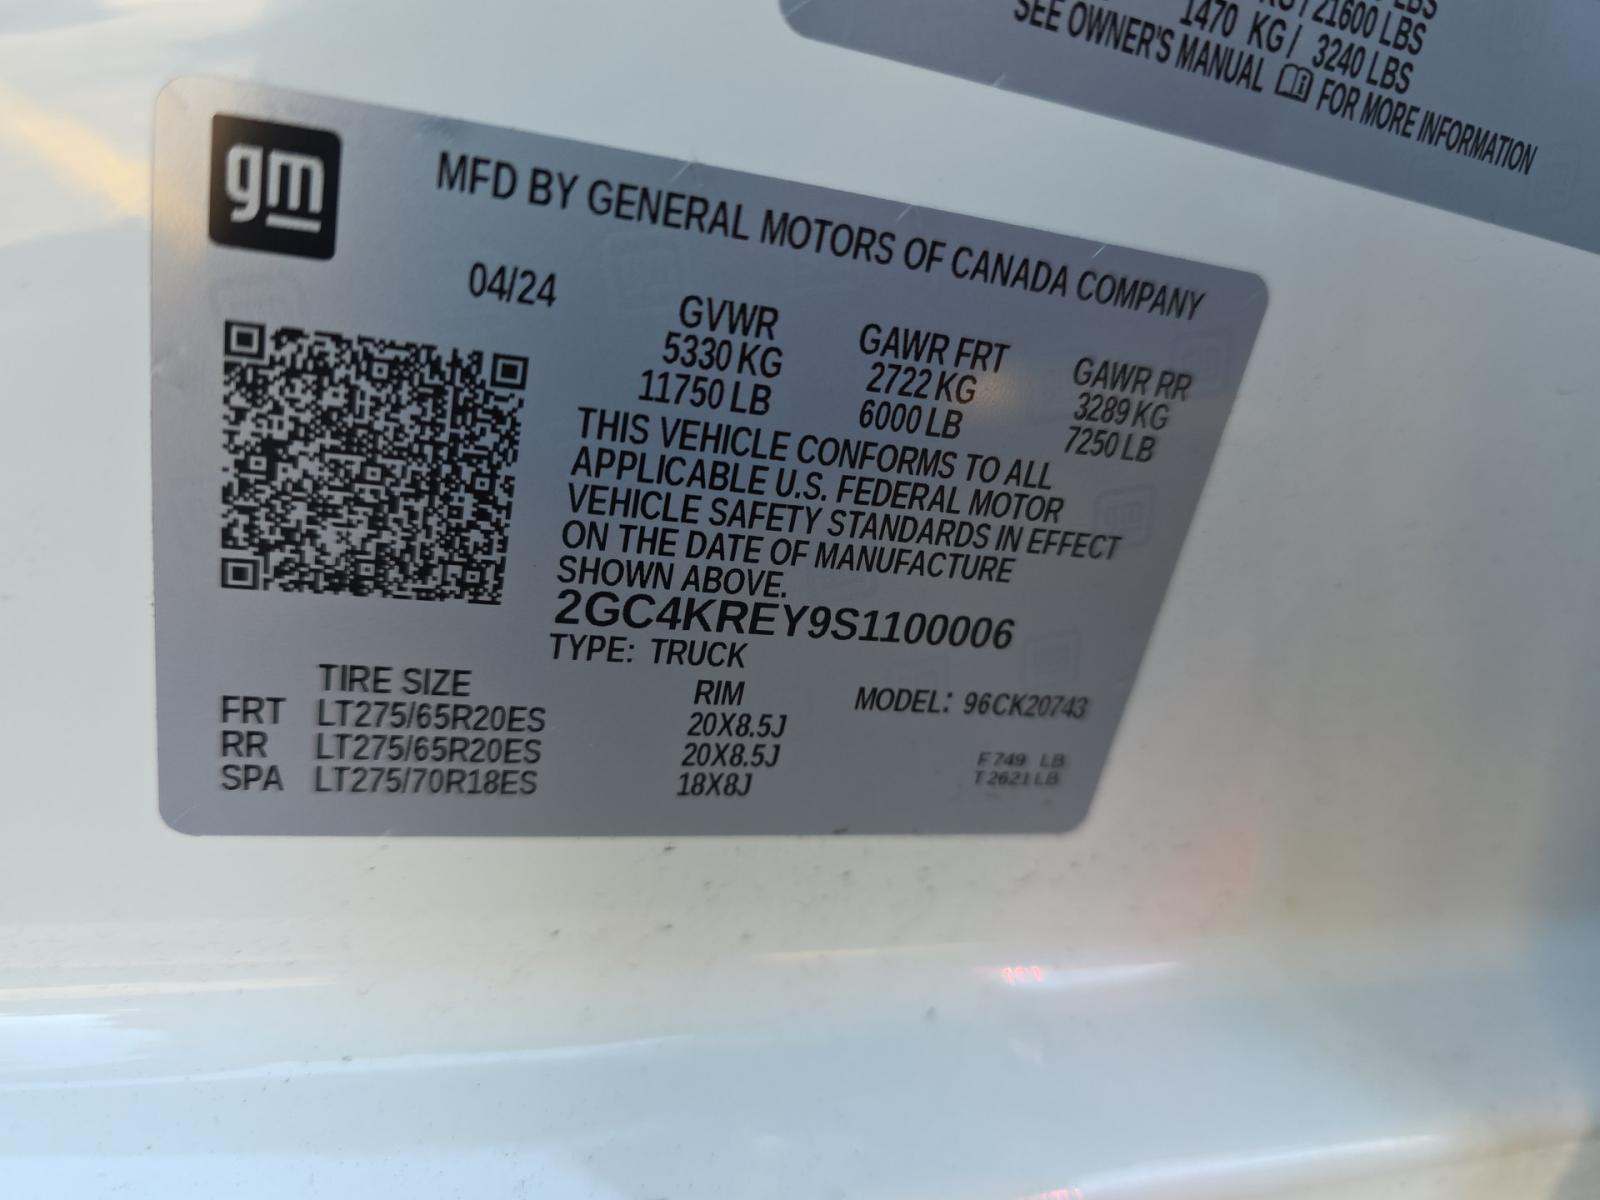 21600 LBS
1470 KG / 3240 LBS
SEE OWNER'S MANUAL FOR MORE INFORMATION
gm
MFD BY GENERAL MOTORS OF CANADA COMPANY
04/24
GVWR GAWR FRT GAWR RR
5330 KG 2722 KG 3289 KG
11750 LB 6000 LB 7250 LB
THIS VEHICLE CONFORMS TO ALL
APPLICABLE U.S. FEDERAL MOTOR
VEHICLE SAFETY STANDARDS IN EFFECT
ON THE DATE OF MANUFACTURE
SHOWN ABOVE.
2GC4KREY9S1100006
TYPE: TRUCK
TIRE SIZE RIM MODEL: 96CK20743
FRT LT275/65R20ES 20X8.5J
RR LT275/65R20ES 20X8.5J
SPA LT275/70R18ES 18X8J
F749 LB
T2621LB